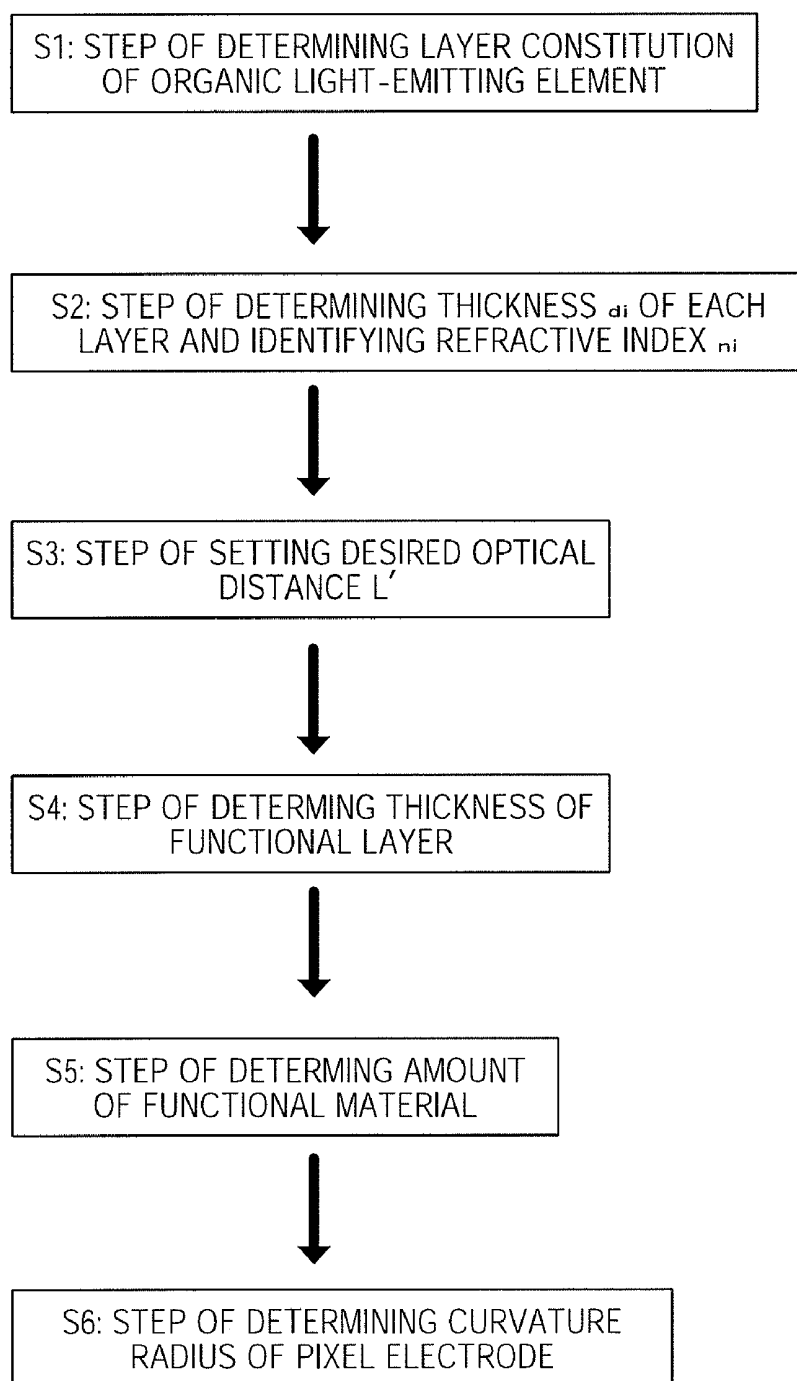 S1: STEP OF DETERMINING LAYER CONSTITUTION
OF ORGANIC LIGHT-EMITTING ELEMENT
S2: STEP OF DETERMINING THICKNESS di OF EACH
LAYER AND IDENTIFYING REFRACTIVE INDEX ni
S3: STEP OF SETTING DESIRED OPTICAL
DISTANCE L′
S4: STEP OF DETERMING THICKNESS OF
FUNCTIONAL LAYER
S5: STEP OF DETERMING AMOUNT
OF FUNCTIONAL MATERIAL
S6: STEP OF DETERMINING CURVATURE
RADIUS OF PIXEL ELECTRODE